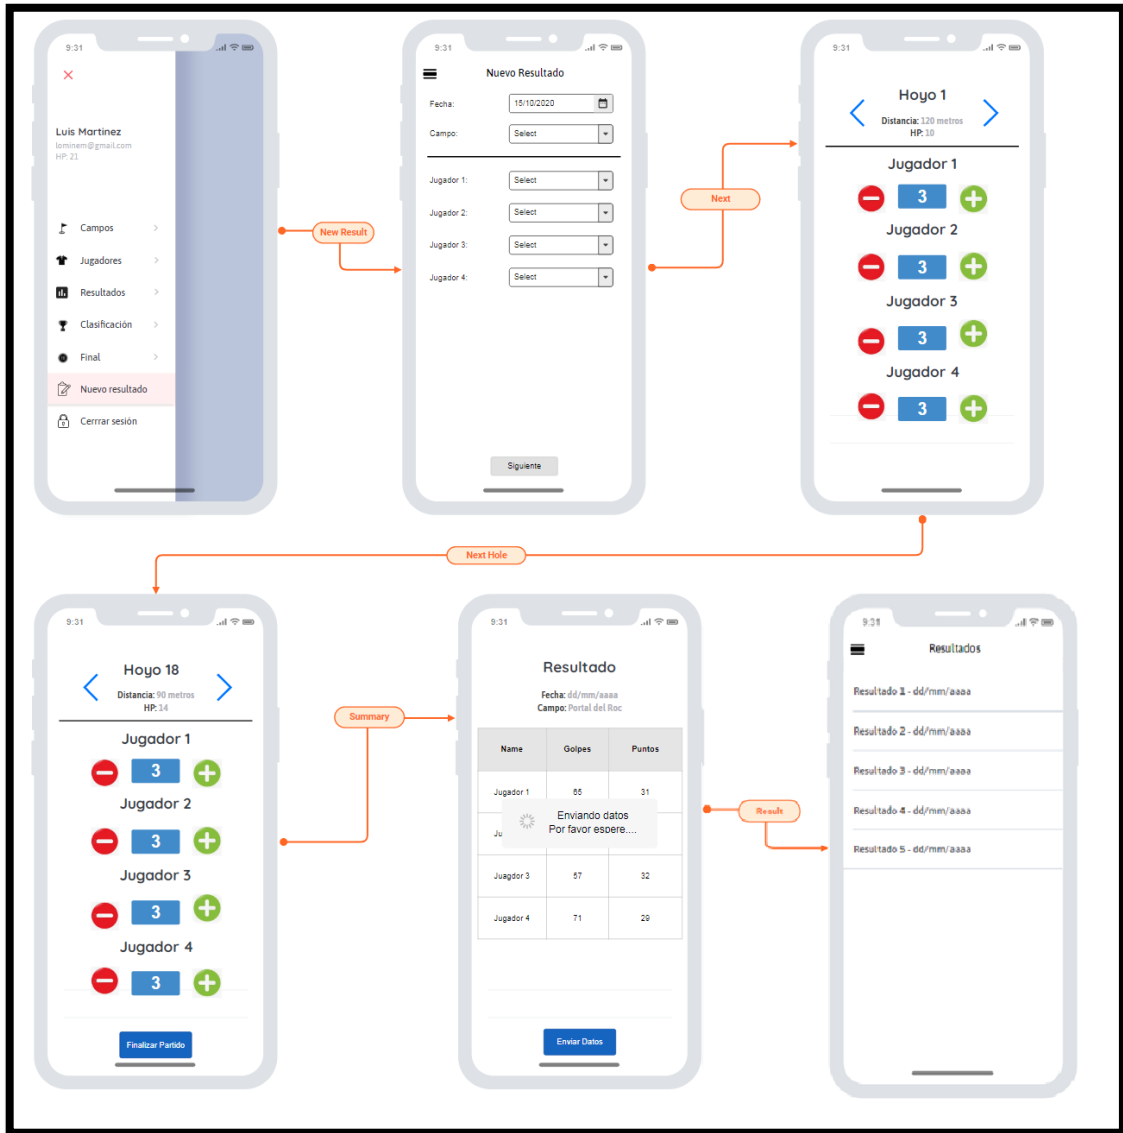 9:31
Luis Martinez
lominem@gmail.com
HP: 21
Campos
Jugadores
Resultados
Clasificación
Final
Nuevo resultado
Cerrrar sesión
New Result
9:31
Nuevo Resultado
Fecha: 15/10/2020
Campo: Select
Jugador 1: Select
Jugador 2: Select
Jugador 3: Select
Jugador 4: Select
Siguiente
Next
9:31
Hoyo 1
Distancia: 120 metros
HP: 10
Jugador 1
3
Jugador 2
3
Jugador 3
3
Jugador 4
3
Next Hole
9:31
Hoyo 18
Distancia: 90 metros
HP: 14
Jugador 1
3
Jugador 2
3
Jugador 3
3
Jugador 4
3
Finalizar Partido
Summary
9:31
Resultado
Fecha: dd/mm/aaaa
Campo: Portal del Roc
Name Golpes Puntos
Jugador 1 65 31
Ju
Enviando datos
Por favor espere....
Juagdor 3 57 32
Jugador 4 71 29
Enviar Datos
Result
9:31
Resultados
Resultado 1 - dd/mm/aaaa
Resultado 2 - dd/mm/aaaa
Resultado 3 - dd/mm/aaaa
Resultado 4 - dd/mm/aaaa
Resultado 5 - dd/mm/aaaa